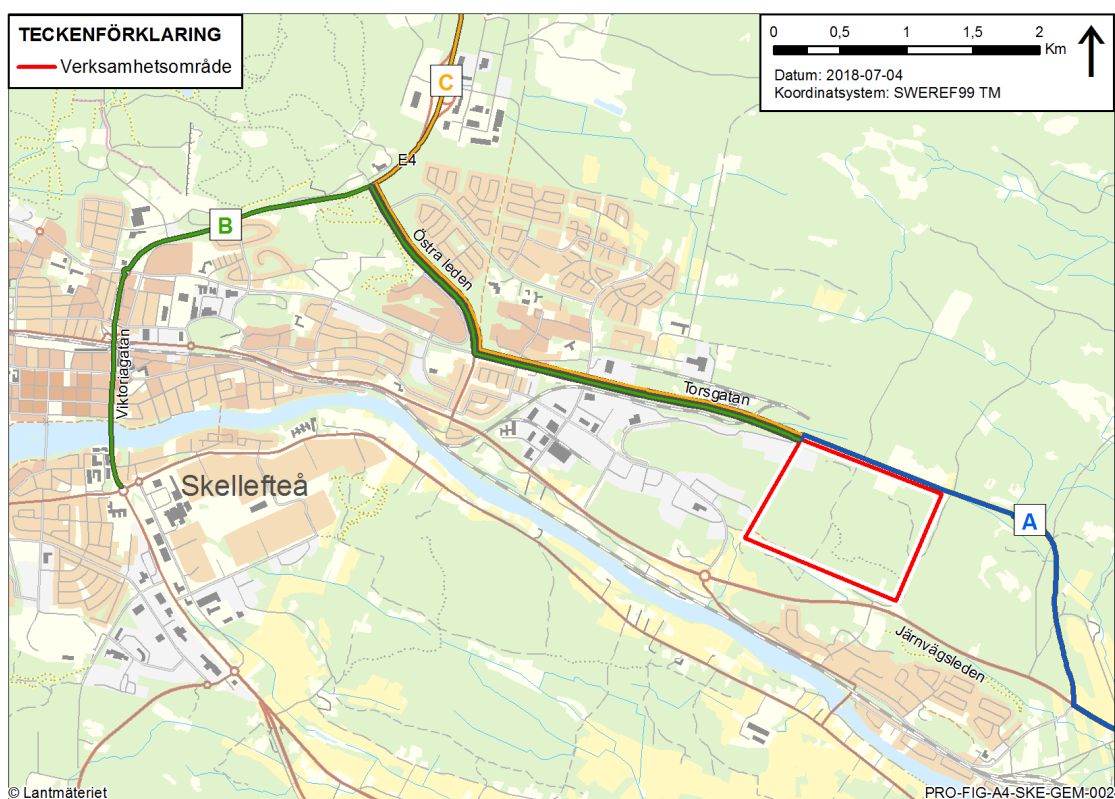 TECKENFÖRKLARING
Verksamhetsområde
0 0,5 1 1,5 2
Km
Datum: 2018-07-04
Koordinatsystem: SWEREF99 TM
C
E4
B
Östra leden
Viktoriagatan
Torsgatan
Skellefteå
A
Järnvägsleden
© Lantmäteriet
PRO-FIG-A4-SKE-GEM-002